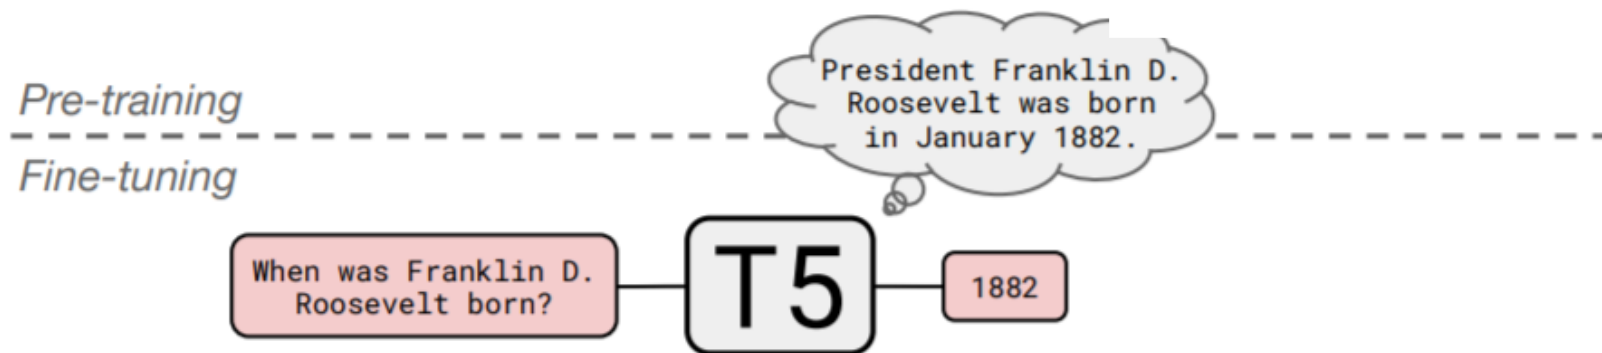 Pre-training
President Franklin D.
Roosevelt was born
in January 1882.
Fine-tuning
When was Franklin D.
Roosevelt born?
T5
1882